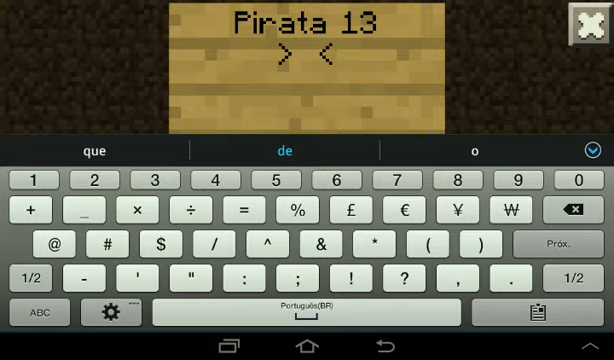 Pirata 13
> <
que de o
1 2 3 4 5 6 7 8 9 0
+ _ × ÷ = % £ € ¥ ₩
@ # $ / ^ & * ( ) Próx.
1/2 - ' " : ; ! ? , . 1/2
ABC Português(BR)